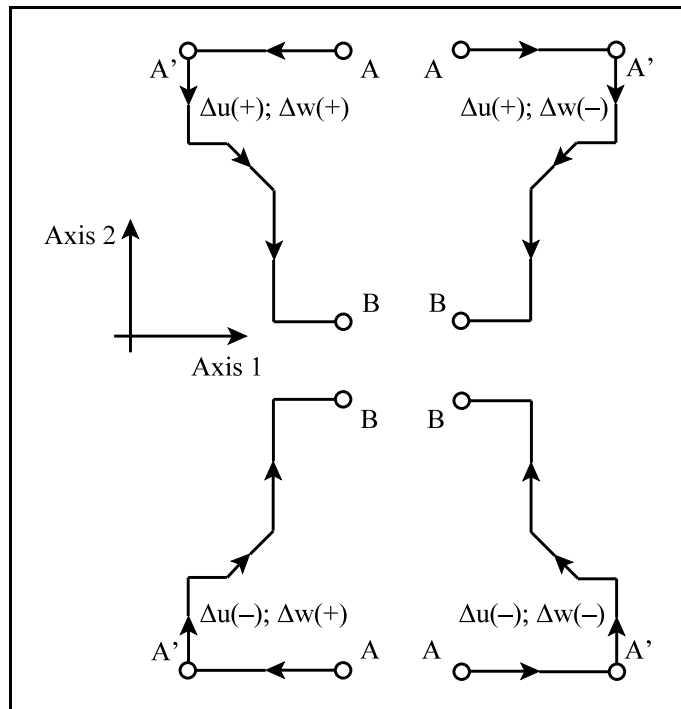 A’ A A A’
Δu(+); Δw(+) Δu(+); Δw(–)
Axis 2
B B
Axis 1
B B
Δu(–); Δw(+) Δu(–); Δw(–)
A’ A A A’